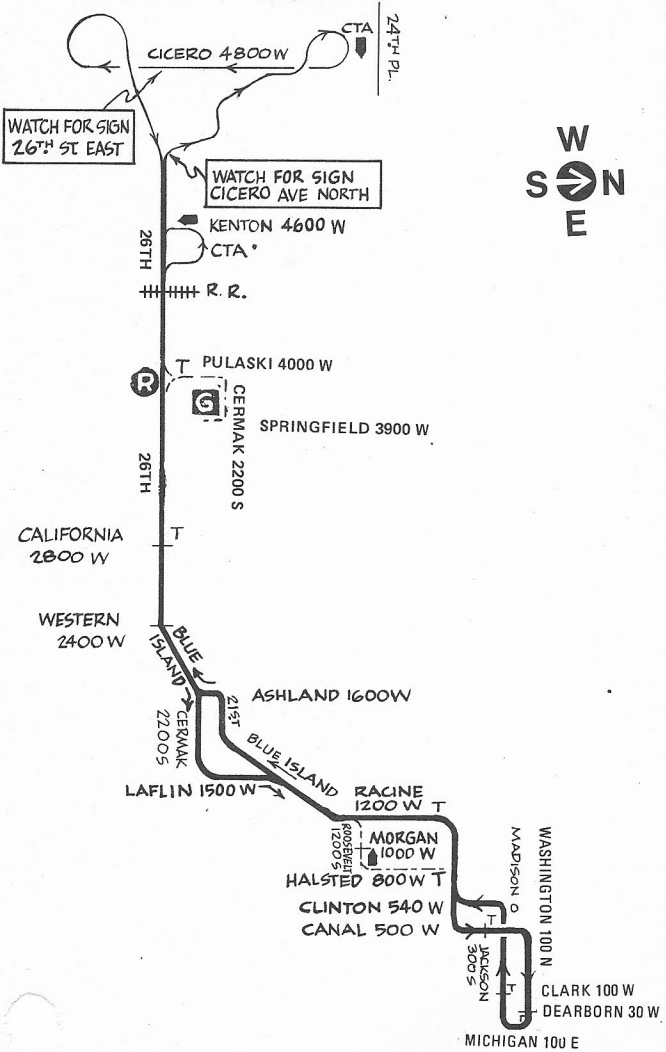 CTA
24TH PL.
CICERO 4800W
WATCH FOR SIGN
26TH ST. EAST
WATCH FOR SIGN
CICERO AVE NORTH
W
S N
E
KENTON 4600 W
26TH
CTA
R.R.
T PULASKI 4000 W
R
G
CERMAK 2200 S
SPRINGFIELD 3900 W
26TH
CALIFORNIA
2800 W
T
WESTERN
2400 W
BLUE
ISLAND
ASHLAND 1600W
21ST
CERMAK
2200S
BLUE ISLAND
LAFLIN 1500 W
RACINE
1200 W T
ROOSEVELT
1200S
MORGAN
1000 W
HALSTED 800W T
MADISON 0
WASHINGTON 100 N
CLINTON 540 W
CANAL 500 W
T
JACKSON
300S
T
CLARK 100 W
T
DEARBORN 30 W
MICHIGAN 100 E